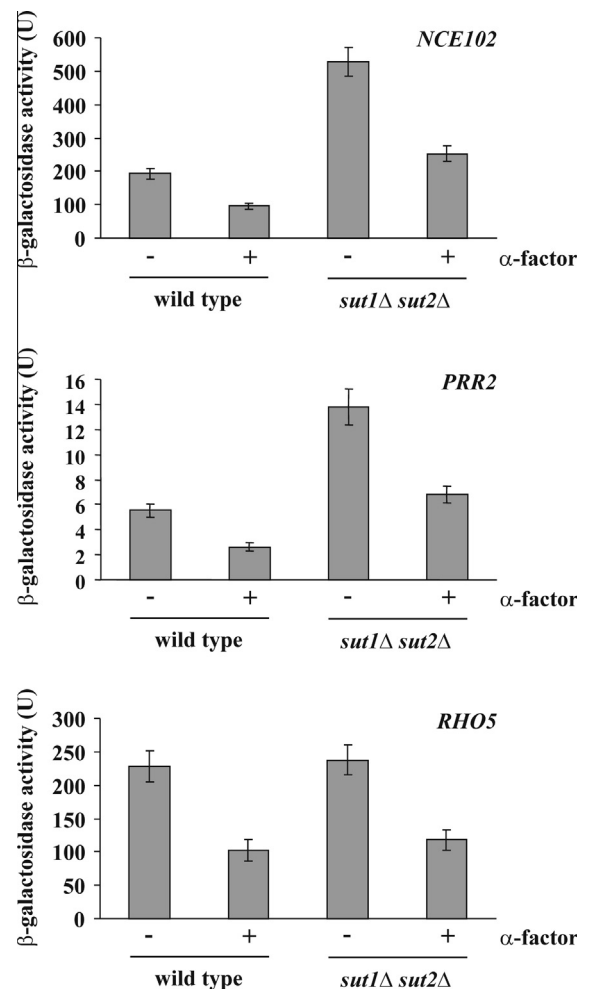 NCE102
β-galactosidase activity (U)
600
500
400
300
200
100
0
- + - + α-factor
wild type sut1Δ sut2Δ
PRR2
β-galactosidase activity (U)
16
14
12
10
8
6
4
2
0
- + - + α-factor
wild type sut1Δ sut2Δ
RHO5
β-galactosidase activity (U)
300
250
200
150
100
50
0
- + - + α-factor
wild type sut1Δ sut2Δ